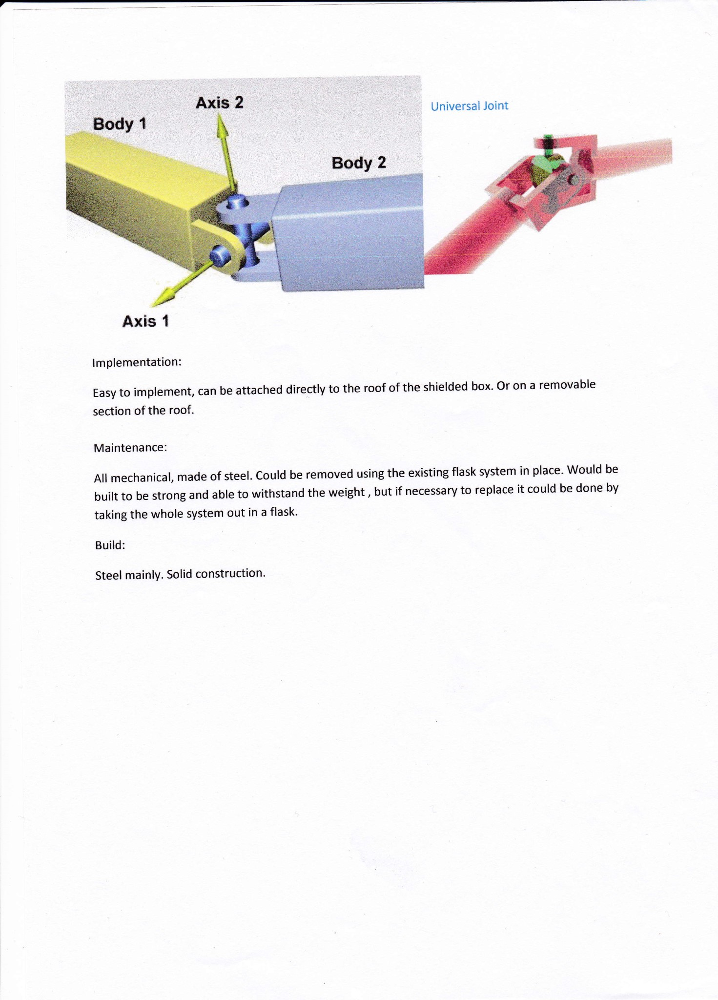 Axis 2
Body 1
Universal Joint
Body 2
Axis 1
Implementation:
Easy to implement, can be attached directly to the roof of the shielded box. Or on a removable
section of the roof.
Maintenance:
All mechanical, made of steel. Could be removed using the existing flask system in place. Would be
built to be strong and able to withstand the weight , but if necessary to replace it could be done by
taking the whole system out in a flask.
Build:
Steel mainly. Solid construction.